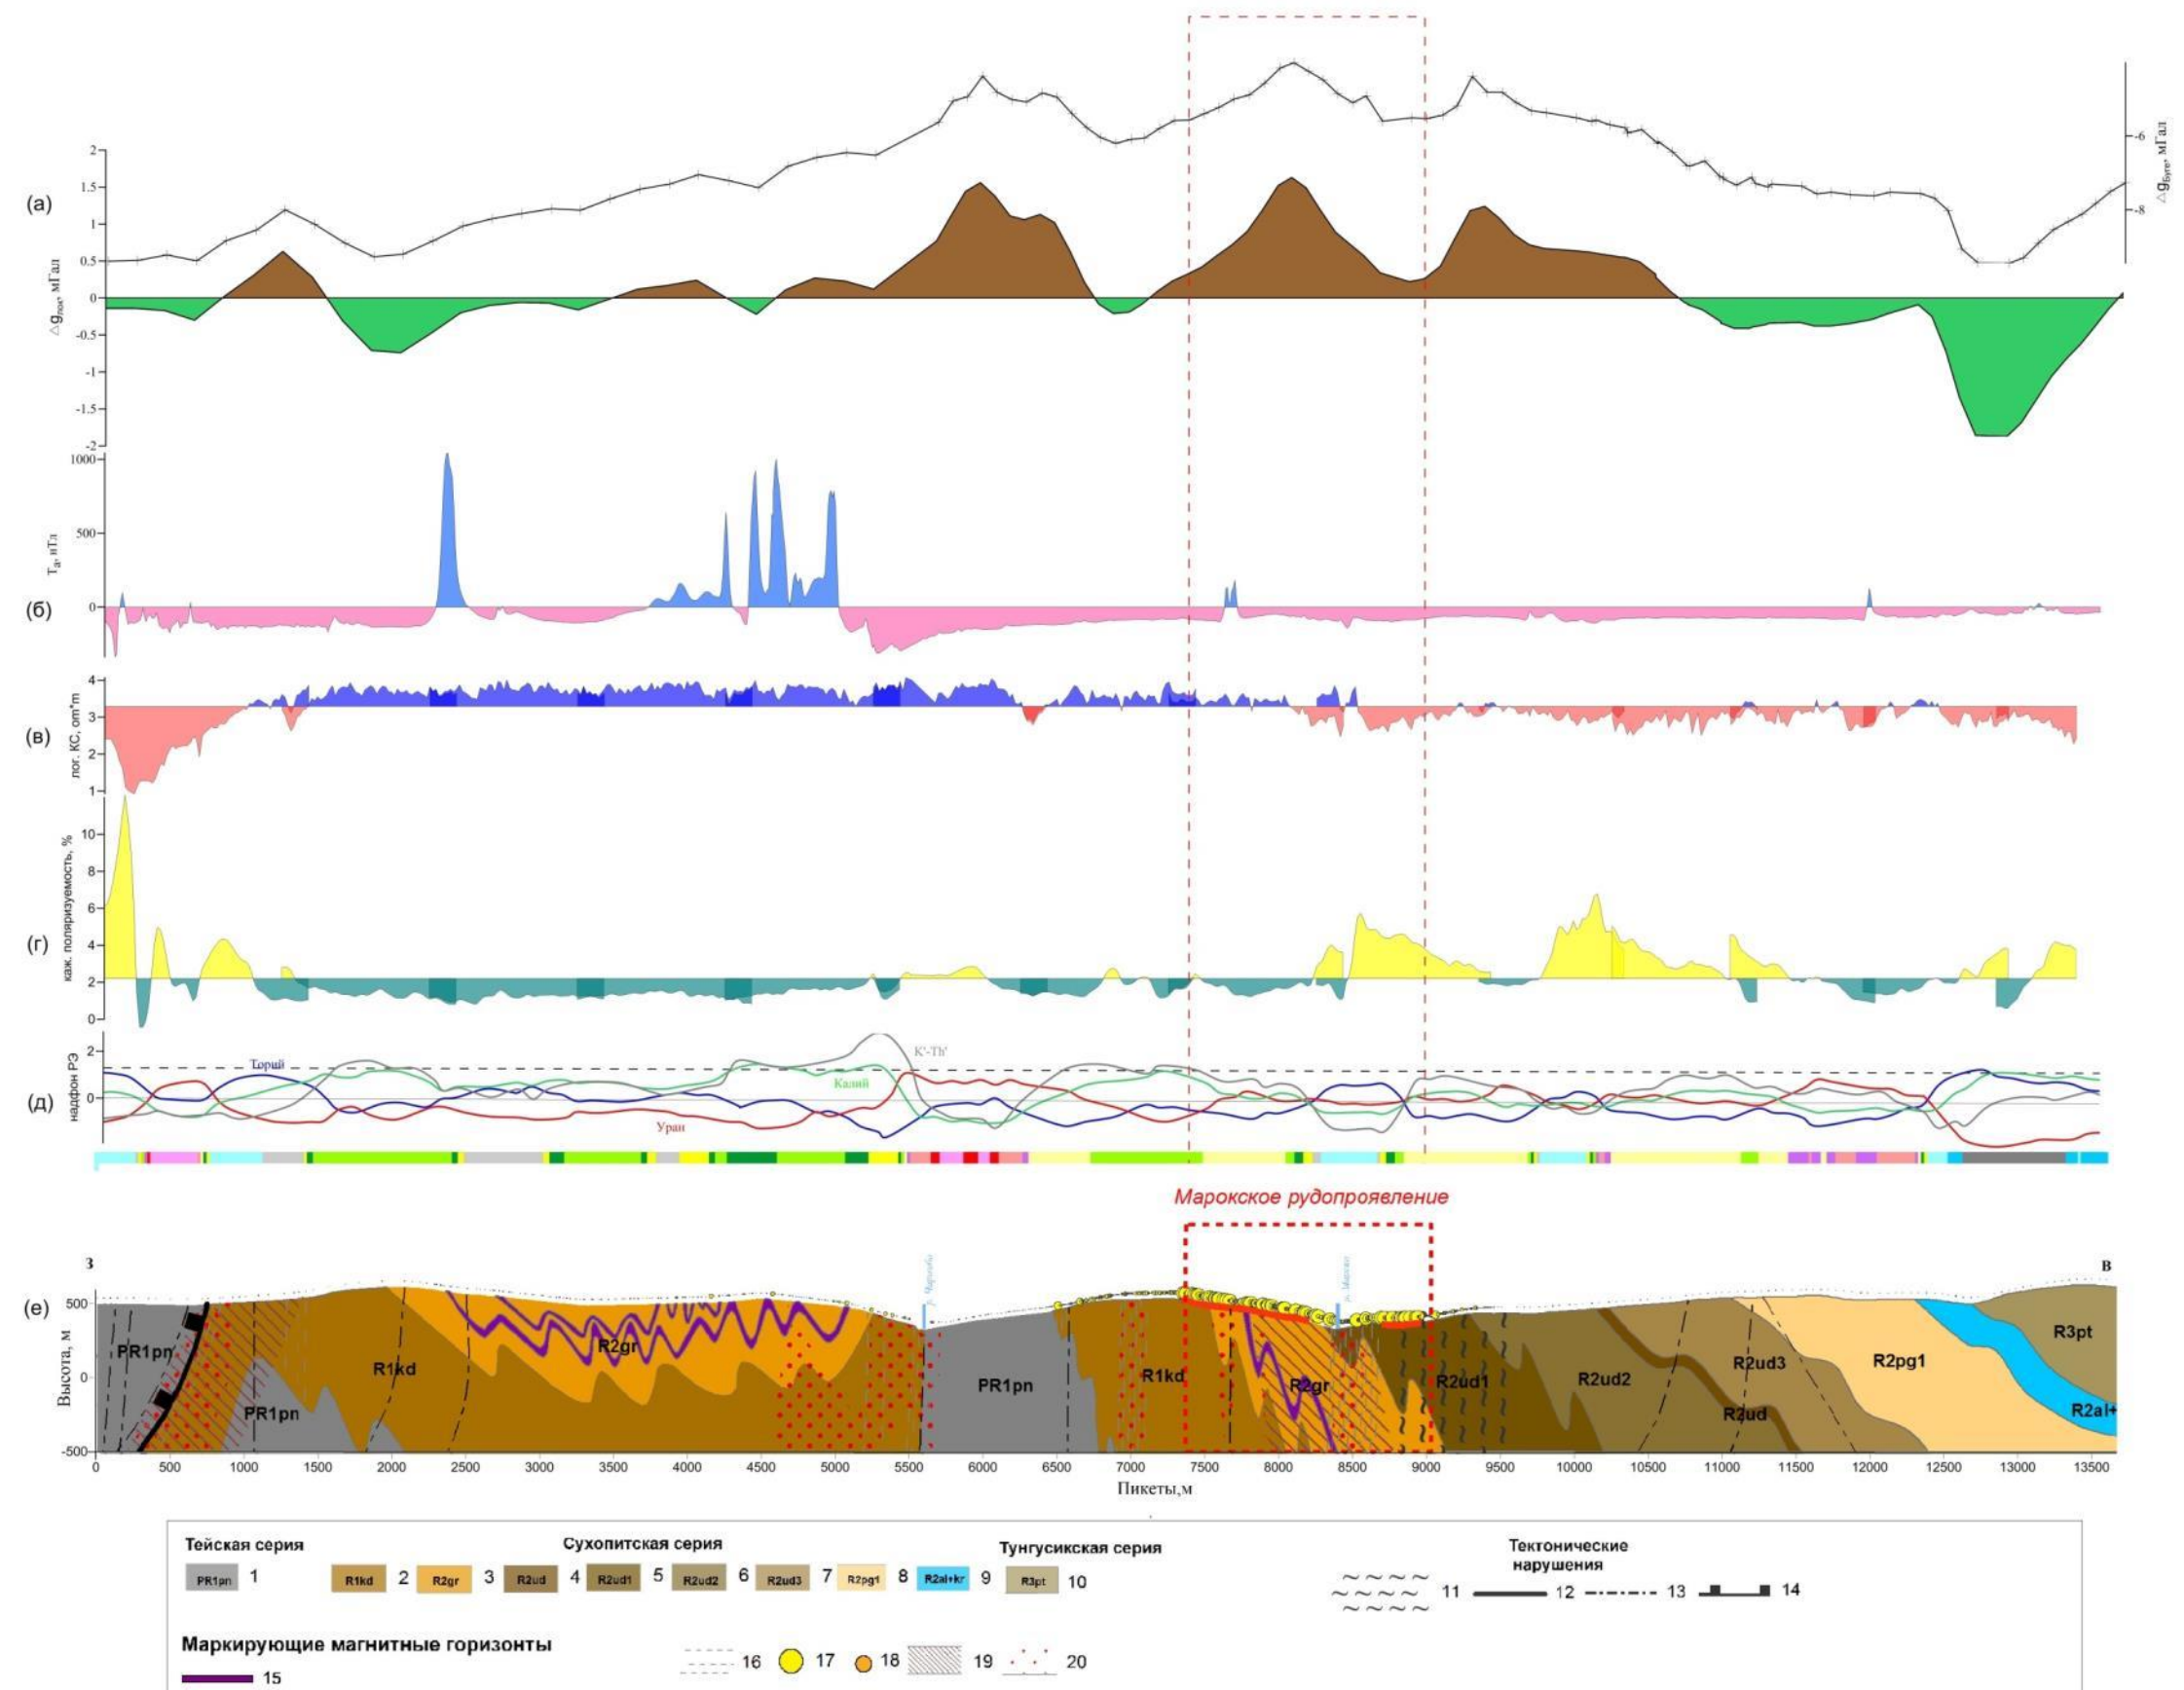 (а)
△gлок, мГал
2
1.5
1
0.5
0
-0.5
-1
-1.5
-2
-6
-8
△gБуге, мГал
(б)
Tа, нТл
1000
500
0
(в)
лог. КС, om*m
4
3
2
1
(г)
каж. поляризуемость, %
10
8
6
4
2
0
(д)
надфон РЭ
2
0
Торий
K'-Th'
Калий
Уран
Марокское рудопроявление
З
В
(е)
Высота, м
500
0
-500
PR1pn
PR1pn
R1kd
R2gr
PR1pn
R1kd
R2gr
R2ud1
R2ud2
R2ud3
R2ud
R2pg1
R3pt
R2al+
0 500 1000 1500 2000 2500 3000 3500 4000 4500 5000 5500 6000 6500 7000 7500 8000 8500 9000 9500 10000 10500 11000 11500 12000 12500 13000 13500
Пикеты,м
Тейская серия
Сухопитская серия
Тунгусикская серия
Тектонические
нарушения
PR1pn 1 R1kd 2 R2gr 3 R2ud 4 R2ud1 5 R2ud2 6 R2ud3 7 R2pg1 8 R2al+kr 9 R3pt 10
11 12 13 14
Маркирующие магнитные горизонты
15
16 17 18 19 20